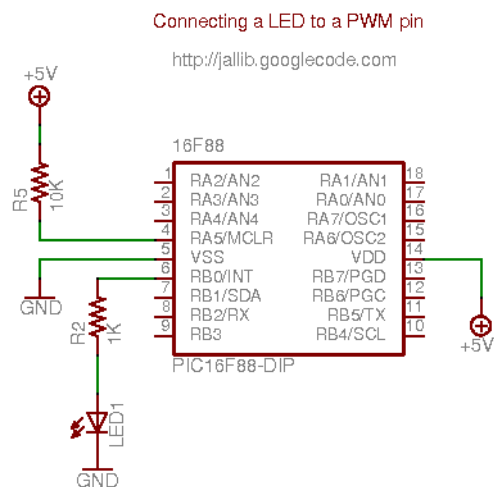 Connecting a LED to a PWM pin
http://jallib.googlecode.com
+5V
16F88
R5
10K
1 RA2/AN2 RA1/AN1 18
2 RA3/AN3 RA0/AN0 17
3 RA4/AN4 RA7/OSC1 16
4 RA5/MCLR RA6/OSC2 15
5 VSS VDD 14
6 RB0/INT RB7/PGD 13
7 RB1/SDA RB6/PGC 12
8 RB2/RX RB5/TX 11
9 RB3 RB4/SCL 10
PIC16F88-DIP
GND
R2
1K
+5V
LED1
GND